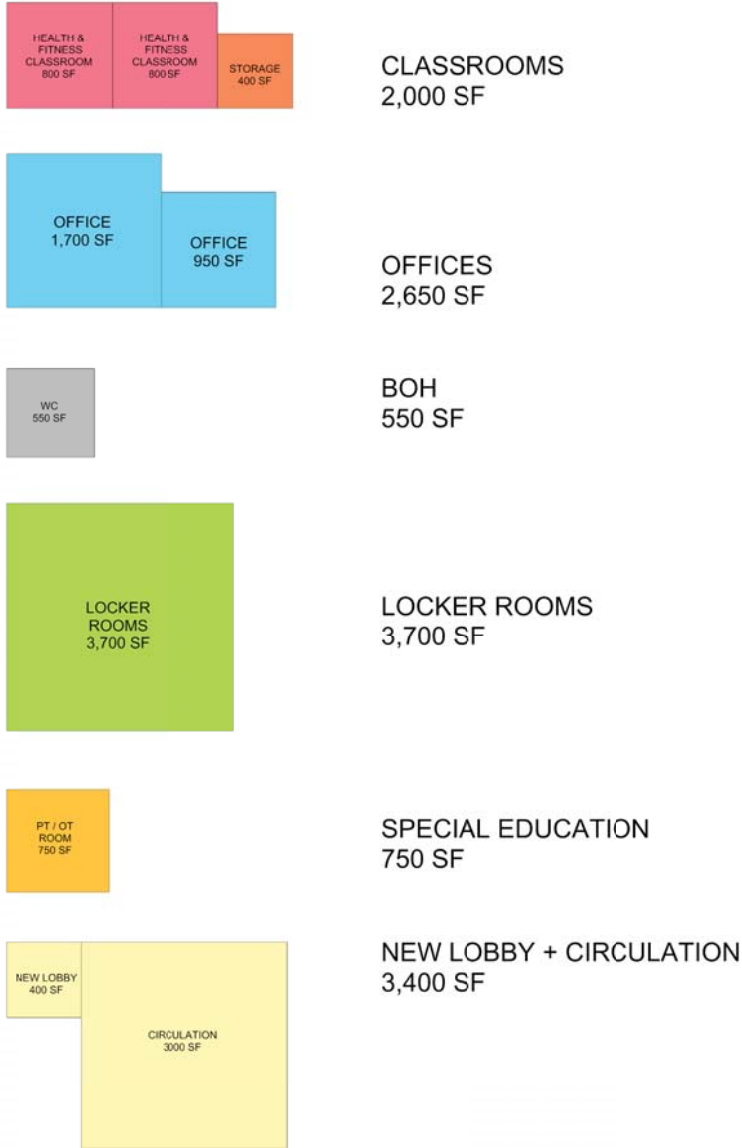 HEALTH &
FITNESS
CLASSROOM
800 SF
HEALTH &
FITNESS
CLASSROOM
800SF
STORAGE
400 SF
CLASSROOMS
2,000 SF
OFFICE
1,700 SF
OFFICE
950 SF
OFFICES
2,650 SF
WC
550 SF
BOH
550 SF
LOCKER
ROOMS
3,700 SF
LOCKER ROOMS
3,700 SF
PT / OT
ROOM
750 SF
SPECIAL EDUCATION
750 SF
NEW LOBBY
400 SF
CIRCULATION
3000 SF
NEW LOBBY + CIRCULATION
3,400 SF